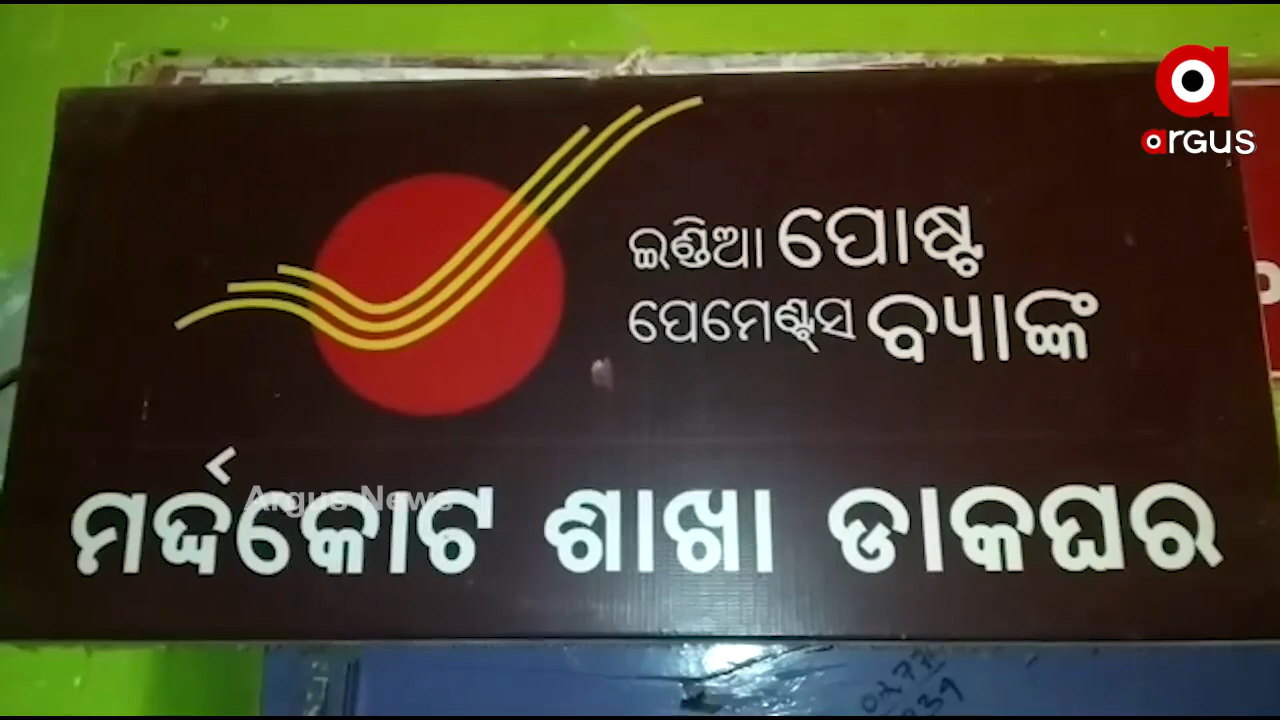 argus
ଇଣ୍ଡିଆ ପୋଷ୍ଟ
ପେମେଣ୍ଟ୍ସ ବ୍ୟାଙ୍କ
Argus News
ମର୍ଦ୍ଦକୋଟ ଶାଖା ଡାକଘର